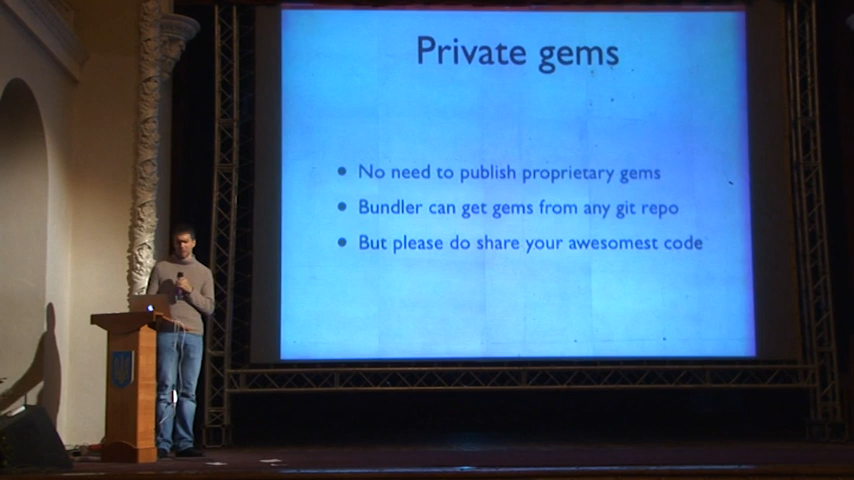 Private gems
• No need to publish proprietary gems
• Bundler can get gems from any git repo
• But please do share your awesomest code